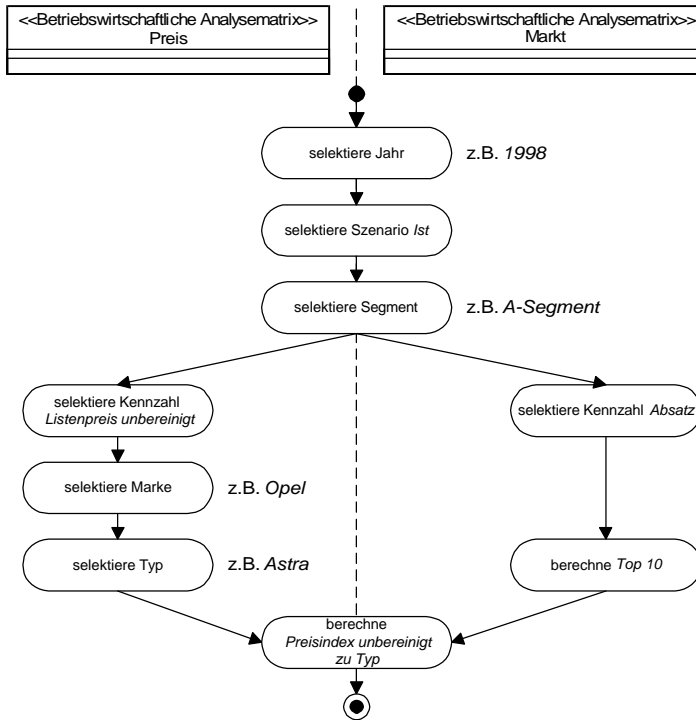 <<Betriebswirtschaftliche Analysematrix>>
Preis
<<Betriebswirtschaftliche Analysematrix>>
Markt
selektiere Jahr
z.B. 1998
selektiere Szenario Ist
selektiere Segment
z.B. A-Segment
selektiere Kennzahl
Listenpreis unbereinigt
selektiere Kennzahl Absatz
selektiere Marke
z.B. Opel
selektiere Typ
z.B. Astra
berechne Top 10
berechne
Preisindex unbereinigt
zu Typ